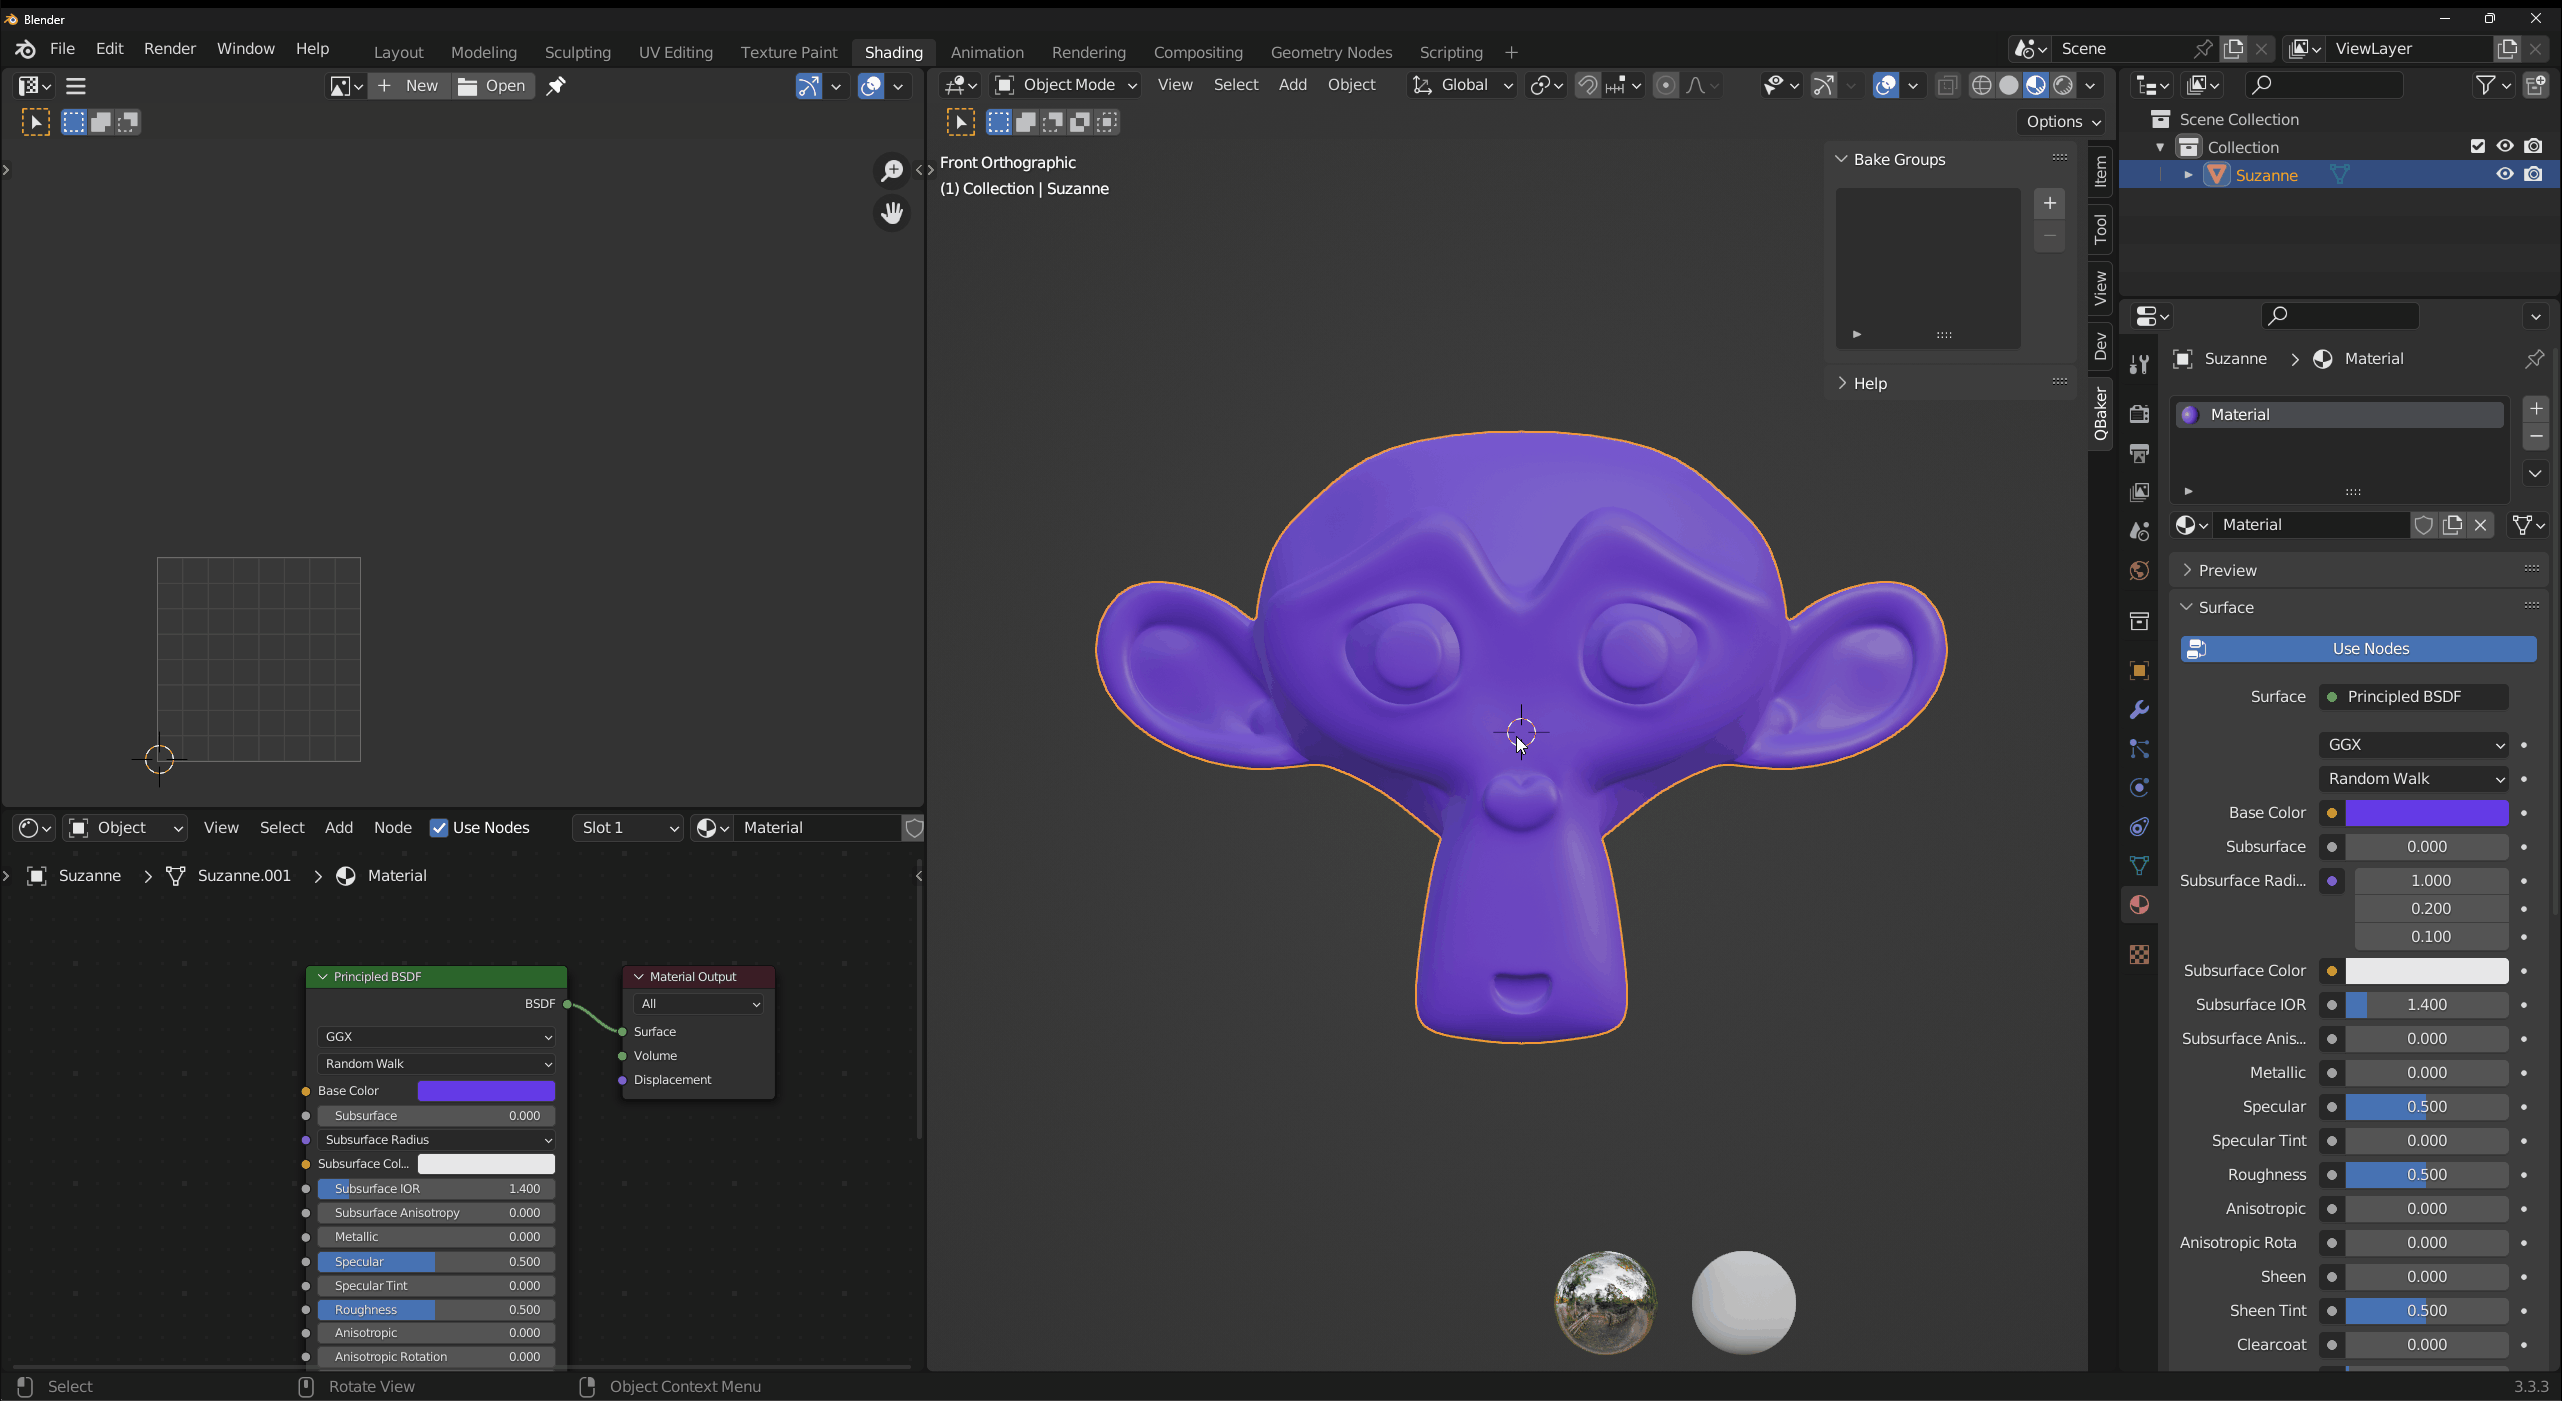 Blender
File Edit Render Window Help Layout Modeling Sculpting UV Editing Texture Paint Shading Animation Rendering Compositing Geometry Nodes Scripting + Scene ViewLayer
+ New Open
Object Mode View Select Add Object Global
Options
Front Orthographic
(1) Collection | Suzanne
Bake Groups
Help
Item
Tool
View
Dev
QBaker
Scene Collection
Collection
Suzanne
Suzanne > Material
Material
Material
Preview
Surface
Use Nodes
Surface Principled BSDF
GGX
Random Walk
Base Color
Subsurface 0.000
Subsurface Radi... 1.000
0.200
0.100
Subsurface Color
Subsurface IOR 1.400
Subsurface Anis... 0.000
Metallic 0.000
Specular 0.500
Specular Tint 0.000
Roughness 0.500
Anisotropic 0.000
Anisotropic Rota 0.000
Sheen 0.000
Sheen Tint 0.500
Clearcoat 0.000
Object View Select Add Node Use Nodes Slot 1 Material
Suzanne > Suzanne.001 > Material
Principled BSDF
BSDF
GGX
Random Walk
Base Color
Subsurface 0.000
Subsurface Radius
Subsurface Col...
Subsurface IOR 1.400
Subsurface Anisotropy 0.000
Metallic 0.000
Specular 0.500
Specular Tint 0.000
Roughness 0.500
Anisotropic 0.000
Anisotropic Rotation 0.000
Material Output
All
Surface
Volume
Displacement
Select Rotate View Object Context Menu 3.3.3